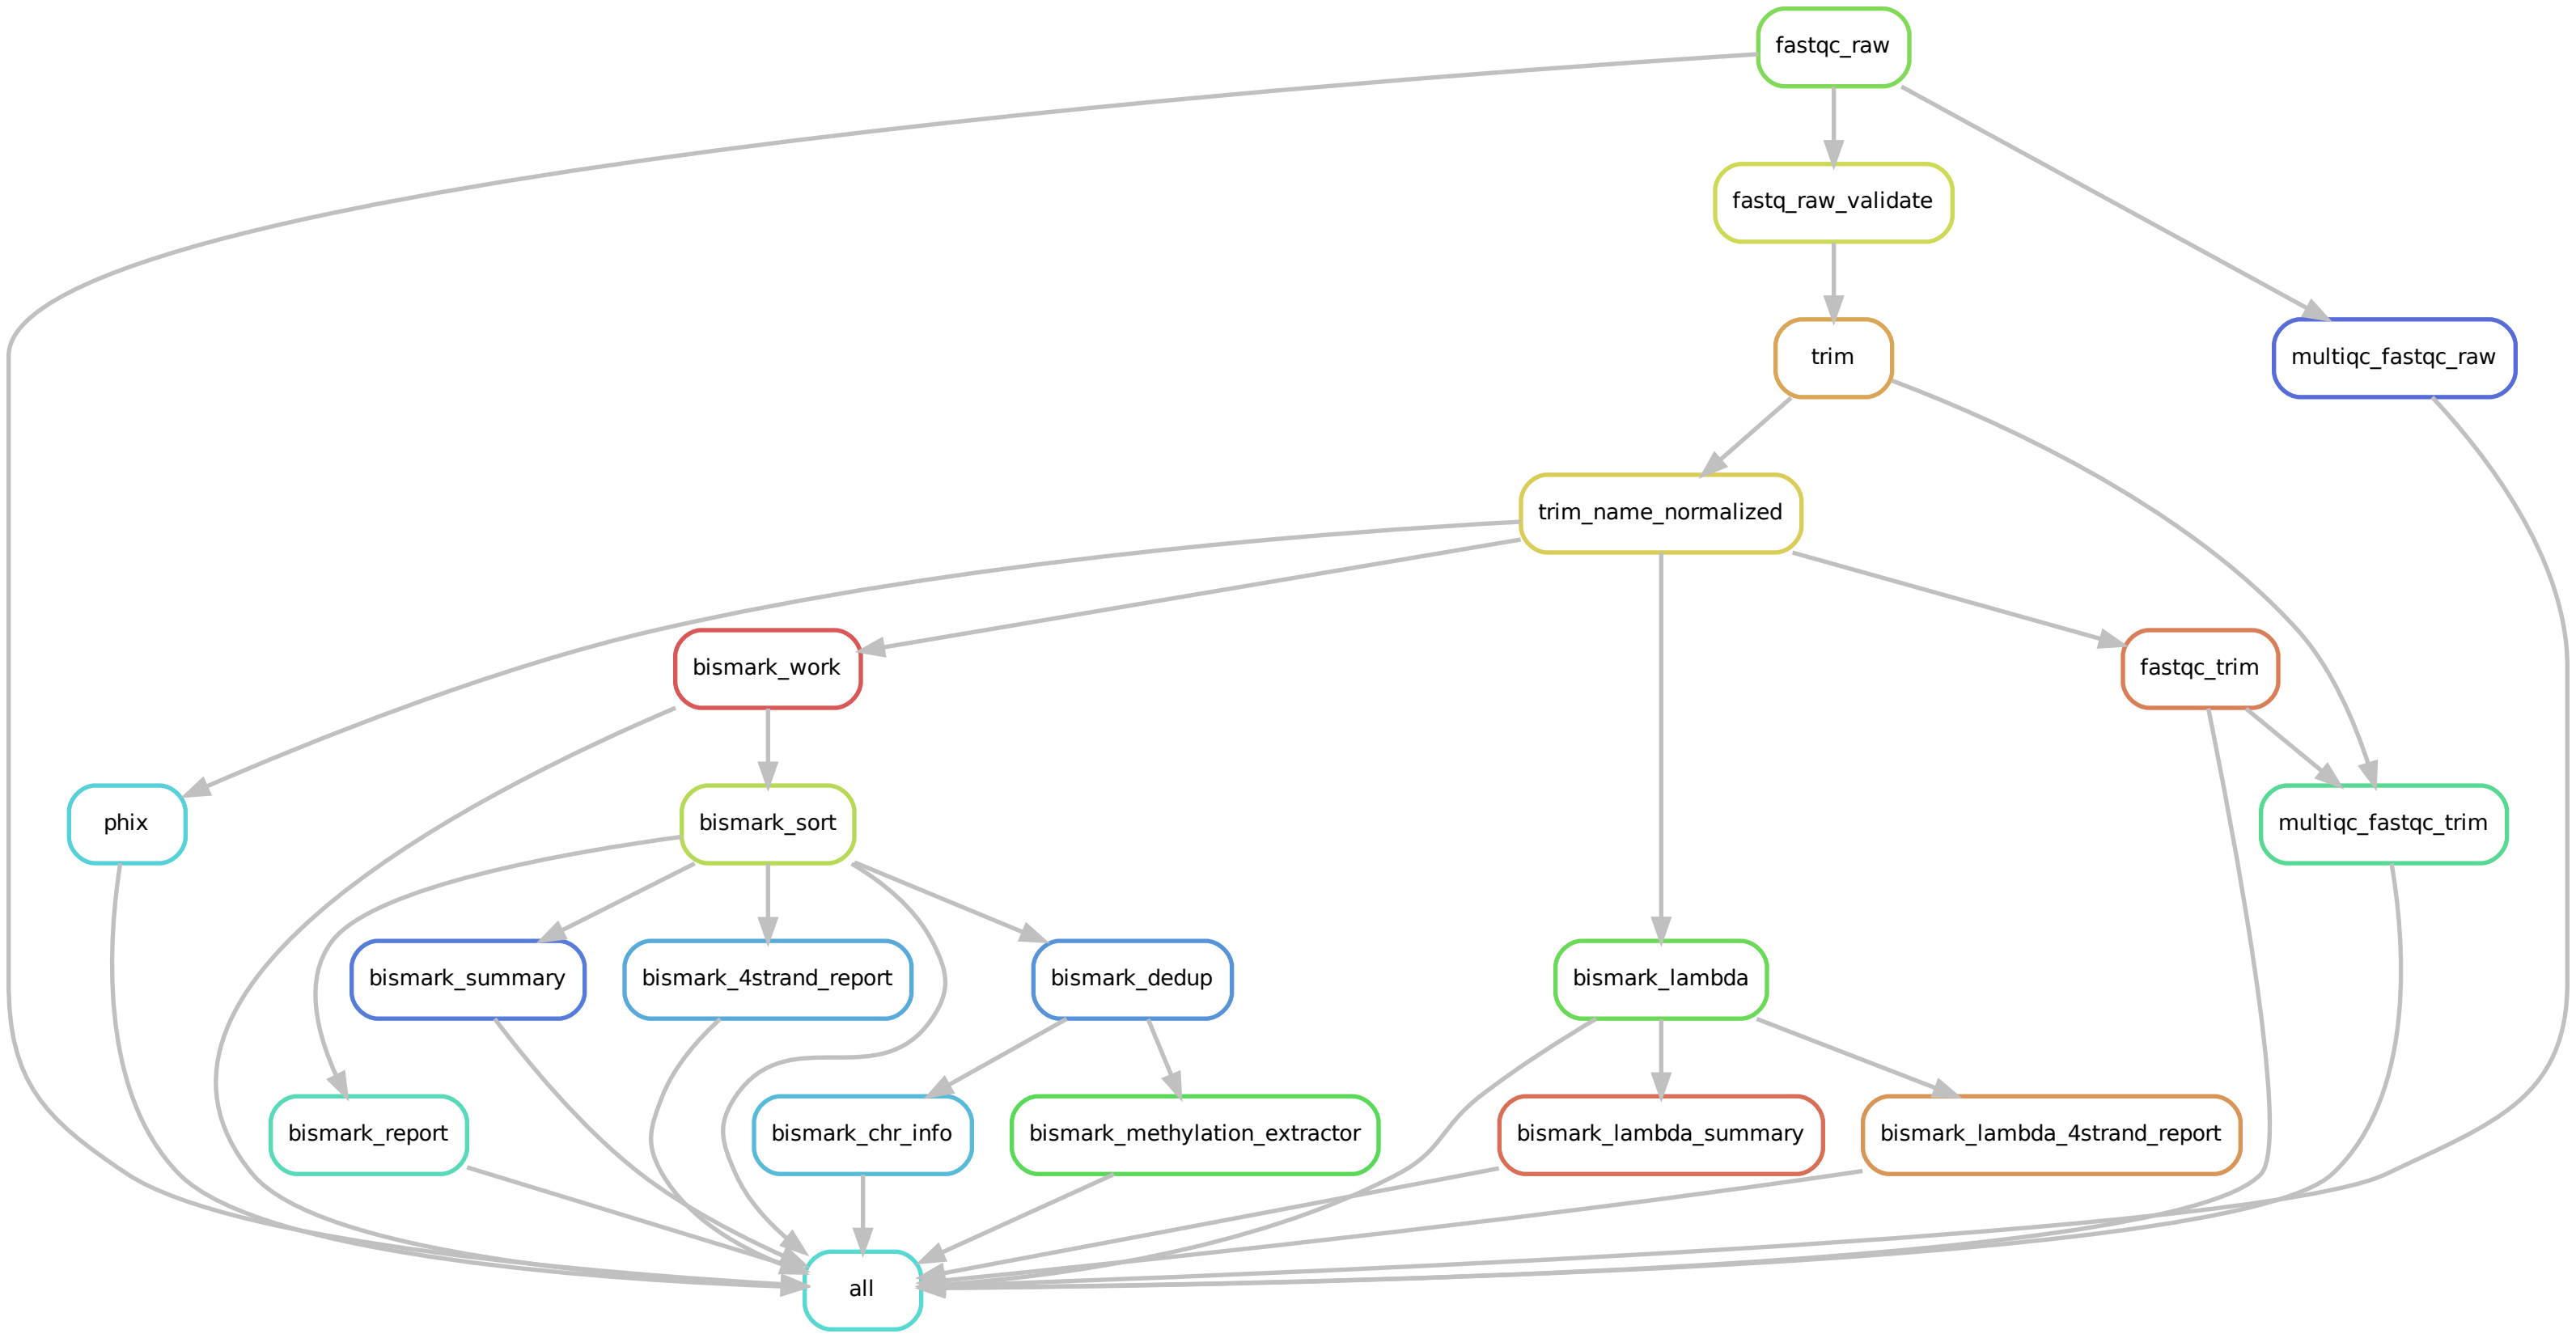 fastqc_raw
fastq_raw_validate
trim
multiqc_fastqc_raw
trim_name_normalized
bismark_work
fastqc_trim
phix
bismark_sort
multiqc_fastqc_trim
bismark_summary
bismark_4strand_report
bismark_dedup
bismark_lambda
bismark_report
bismark_chr_info
bismark_methylation_extractor
bismark_lambda_summary
bismark_lambda_4strand_report
all